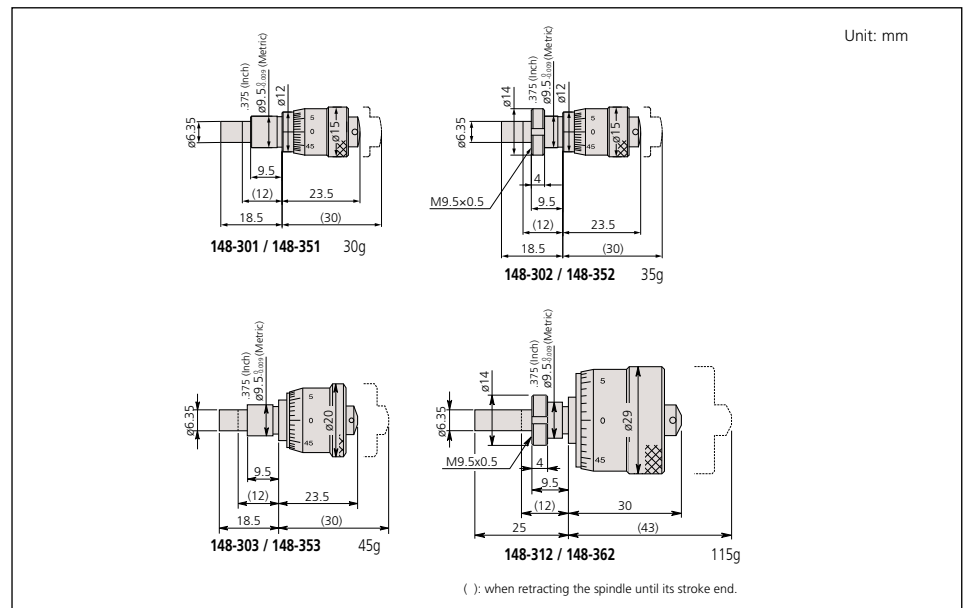 Unit: mm
.375 (Inch)
ø9.5 0 -0.009 (Metric)
ø12
ø6.35
5
0
45
ø15
9.5
(12)
23.5
18.5
(30)
148-301 / 148-351 30g
ø14
.375 (Inch)
ø9.5 0 -0.009 (Metric)
ø12
ø6.35
5
0
45
ø15
4
M9.5×0.5
9.5
(12)
23.5
18.5
(30)
148-302 / 148-352 35g
.375 (Inch)
ø9.5 0 -0.009 (Metric)
ø6.35
5
0
45
ø20
9.5
(12)
23.5
18.5
(30)
148-303 / 148-353 45g
ø14
.375 (Inch)
ø9.5 0 -0.009 (Metric)
ø6.35
5
0
45
ø29
M9.5×0.5
4
9.5
(12)
30
25
(43)
148-312 / 148-362 115g
( ): when retracting the spindle until its stroke end.